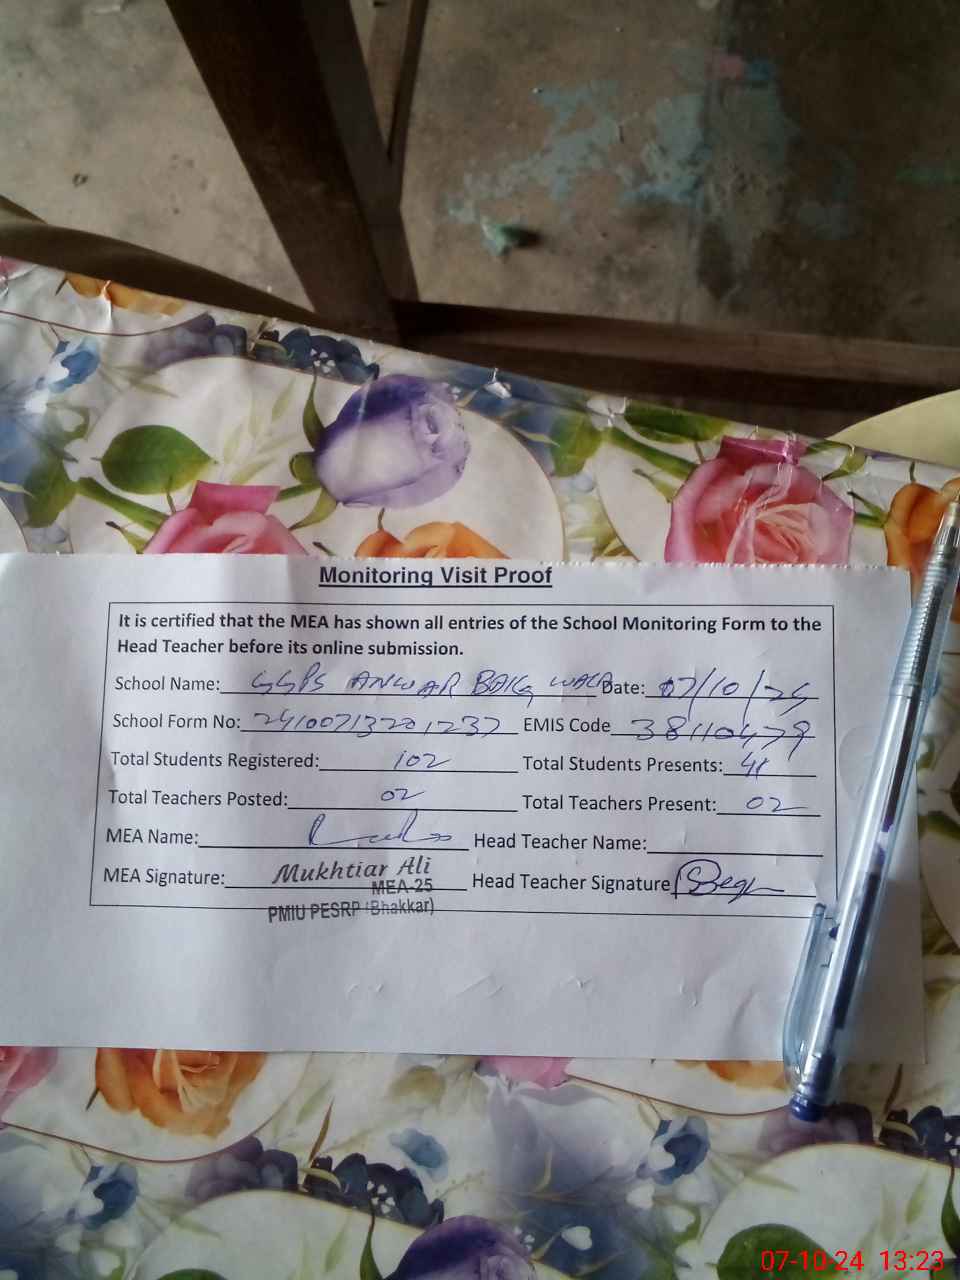 Monitoring Visit Proof
It is certified that the MEA has shown all entries of the School Monitoring Form to the
Head Teacher before its online submission.
School Name: GGPS ANWAR BAKG WALA Date: 07/10/24
School Form No: 24100713201237 EMIS Code 38110479
Total Students Registered: 102 Total Students Presents:
Total Teachers Posted: 02 Total Teachers Present: 02
MEA Name: Head Teacher Name:
MEA Signature: Mukhtiar Ali Head Teacher Signature
MEA-25
PMIU PESRP (Bhakkar)
07-10-24 13:23